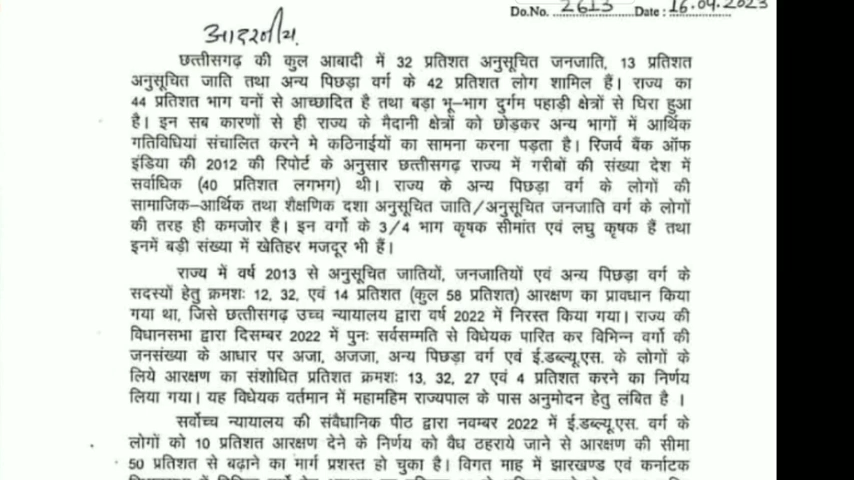 Do.No. 2613 Date : 16.04.2023
आदरणीय
छत्तीसगढ़ की कुल आबादी में 32 प्रतिशत अनुसूचित जनजाति, 13 प्रतिशत
अनुसूचित जाति तथा अन्य पिछड़ा वर्ग के 42 प्रतिशत लोग शामिल हैं। राज्य का
44 प्रतिशत भाग वनों से आच्छादित है तथा बड़ा भू–भाग दुर्गम पहाड़ी क्षेत्रों से घिरा हुआ
है। इन सब कारणों से ही राज्य के मैदानी क्षेत्रों को छोड़कर अन्य भागों में आर्थिक
गतिविधियां संचालित करने मे कठिनाईयों का सामना करना पड़ता है। रिजर्व बैंक ऑफ
इंडिया की 2012 की रिपोर्ट के अनुसार छत्तीसगढ़ राज्य में गरीबों की संख्या देश में
सर्वाधिक (40 प्रतिशत लगभग) थी। राज्य के अन्य पिछड़ा वर्ग के लोगों की
सामाजिक–आर्थिक तथा शैक्षणिक दशा अनुसूचित जाति/अनुसूचित जनजाति वर्ग के लोगों
की तरह ही कमजोर है। इन वर्गो के 3/4 भाग कृषक सीमांत एवं लघु कृषक हैं तथा
इनमें बड़ी संख्या में खेतिहर मजदूर भी हैं।
राज्य में वर्ष 2013 से अनुसूचित जातियों, जनजातियों एवं अन्य पिछड़ा वर्ग के
सदस्यों हेतु क्रमशः 12, 32, एवं 14 प्रतिशत (कुल 58 प्रतिशत) आरक्षण का प्रावधान किया
गया था, जिसे छत्तीसगढ़ उच्च न्यायालय द्वारा वर्ष 2022 में निरस्त किया गया। राज्य की
विधानसभा द्वारा दिसम्बर 2022 में पुनः सर्वसम्मति से विधेयक पारित कर विभिन्न वर्गो की
जनसंख्या के आधार पर अजा, अजजा, अन्य पिछड़ा वर्ग एवं ई.डब्ल्यू.एस. के लोगों के
लिये आरक्षण का संशोधित प्रतिशत क्रमशः 13, 32, 27 एवं 4 प्रतिशत करने का निर्णय
लिया गया। यह विधेयक वर्तमान में महामहिम राज्यपाल के पास अनुमोदन हेतु लंबित है ।
सर्वोच्च न्यायालय की संवैधानिक पीठ द्वारा नवम्बर 2022 में ई.डब्ल्यू.एस. वर्ग के
लोगों को 10 प्रतिशत आरक्षण देने के निर्णय को वैध ठहराये जाने से आरक्षण की सीमा
50 प्रतिशत से बढ़ाने का मार्ग प्रशस्त हो चुका है। विगत माह में झारखण्ड एवं कर्नाटक